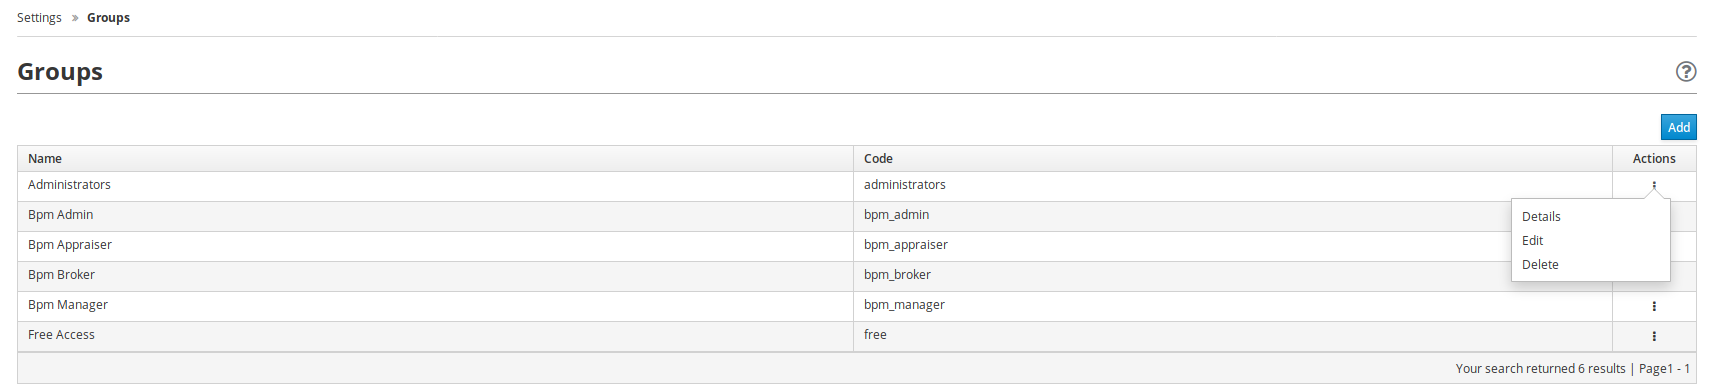 Settings » Groups
Groups
?
Add
Name Code Actions
Administrators administrators
Bpm Admin bpm_admin
Details
Bpm Appraiser bpm_appraiser
Edit
Delete
Bpm Broker bpm_broker
Bpm Manager bpm_manager
Free Access free
Your search returned 6 results | Page1 - 1